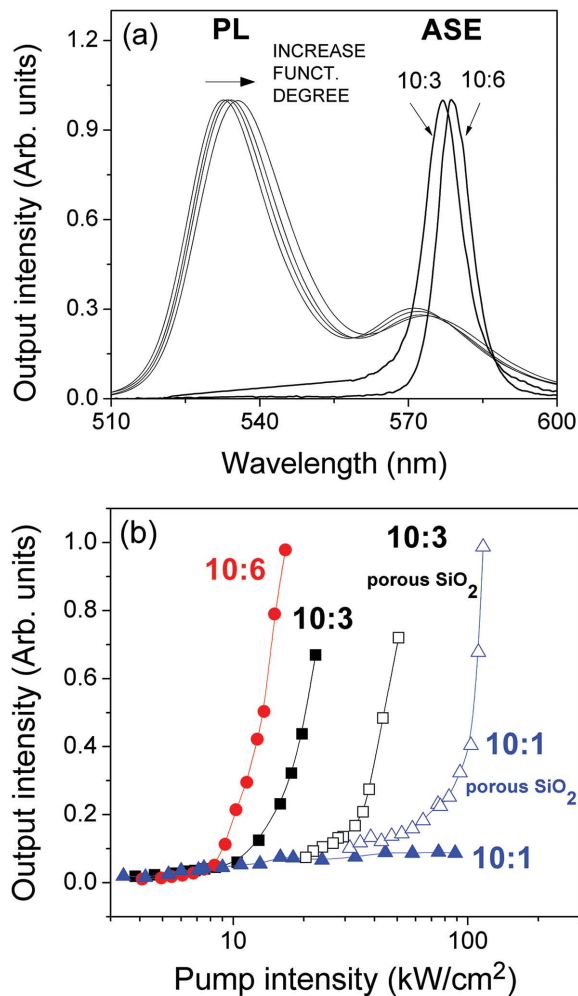 (a) PL ASE
INCREASE
FUNCT.
DEGREE
10:3 10:6
1.2
0.9
0.6
0.3
0.0
Output intensity (Arb. units)
510 540 570 600
Wavelength (nm)
(b) 10:3
porous SiO2
10:6
10:3
10:1
porous SiO2
10:1
1.0
0.8
0.6
0.4
0.2
0.0
Output intensity (Arb. units)
10 100
Pump intensity (kW/cm²)